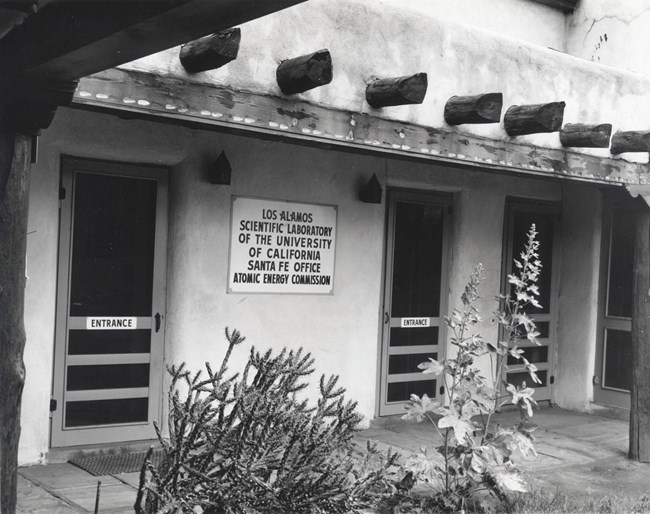 LOS ALAMOS
SCIENTIFIC LABORATORY
OF THE UNIVERSITY
OF CALIFORNIA
SANTA FE OFFICE
ATOMIC ENERGY COMMISSION
ENTRANCE
ENTRANCE